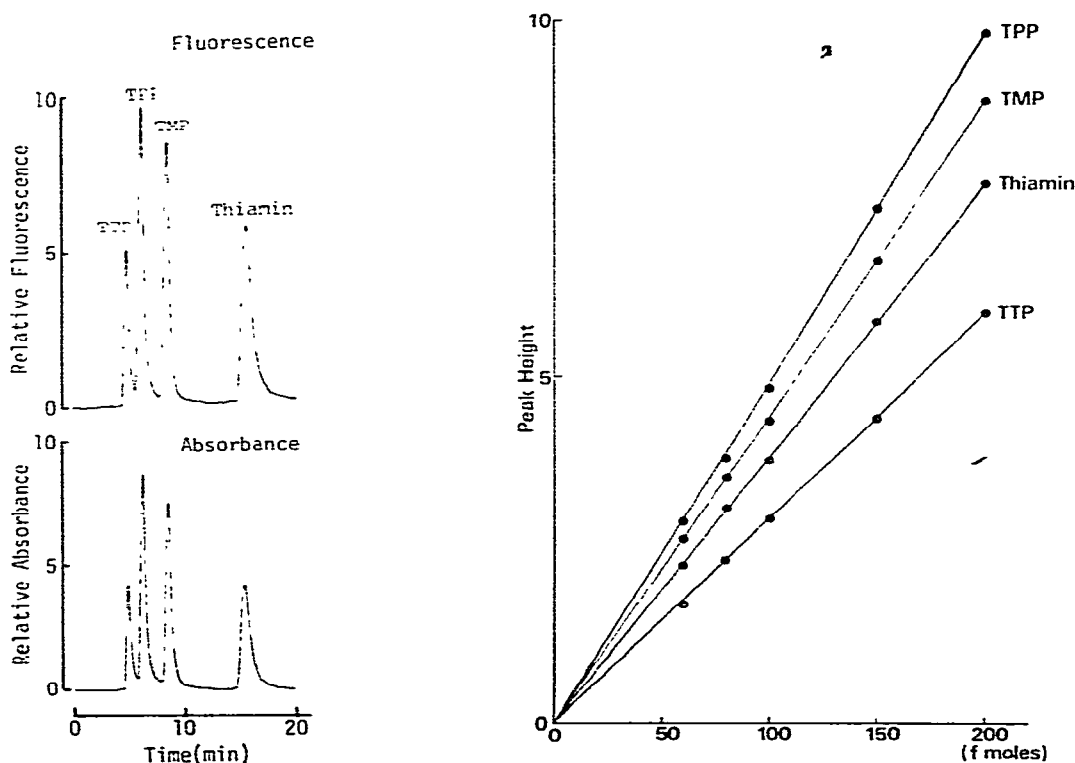 Fluorescence
10
TMP
Thiamin
5
0
Relative Fluorescence
Absorbance
10
5
0
Relative Absorbance
0
10
20
Time(min)
10
5
0
Peak Height
TPP
TMP
Thiamin
TTP
0
50
100
150
200
(f moles)